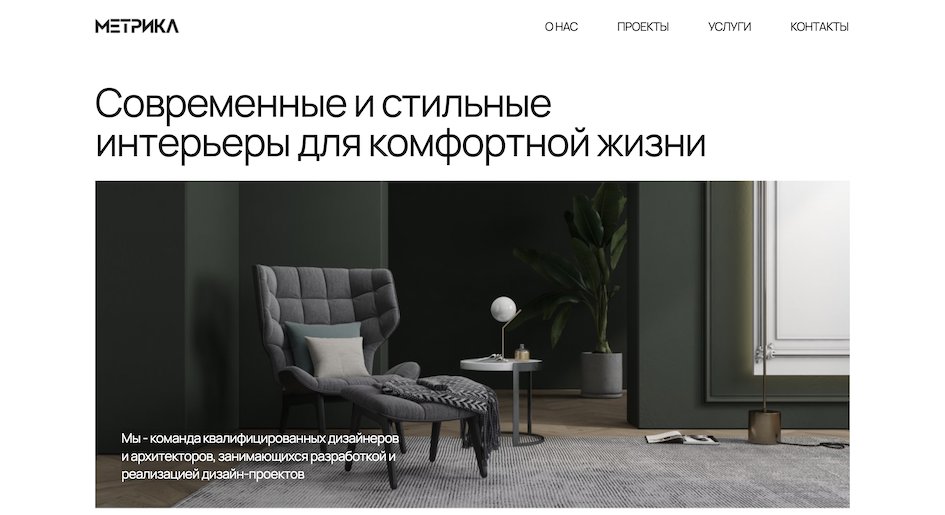 МЕТРИКА
О НАС
ПРОЕКТЫ
УСЛУГИ
КОНТАКТЫ
Современные и стильные
интерьеры для комфортной жизни
Мы - команда квалифицированных дизайнеров
и архитекторов, занимающихся разработкой и
реализацией дизайн-проектов